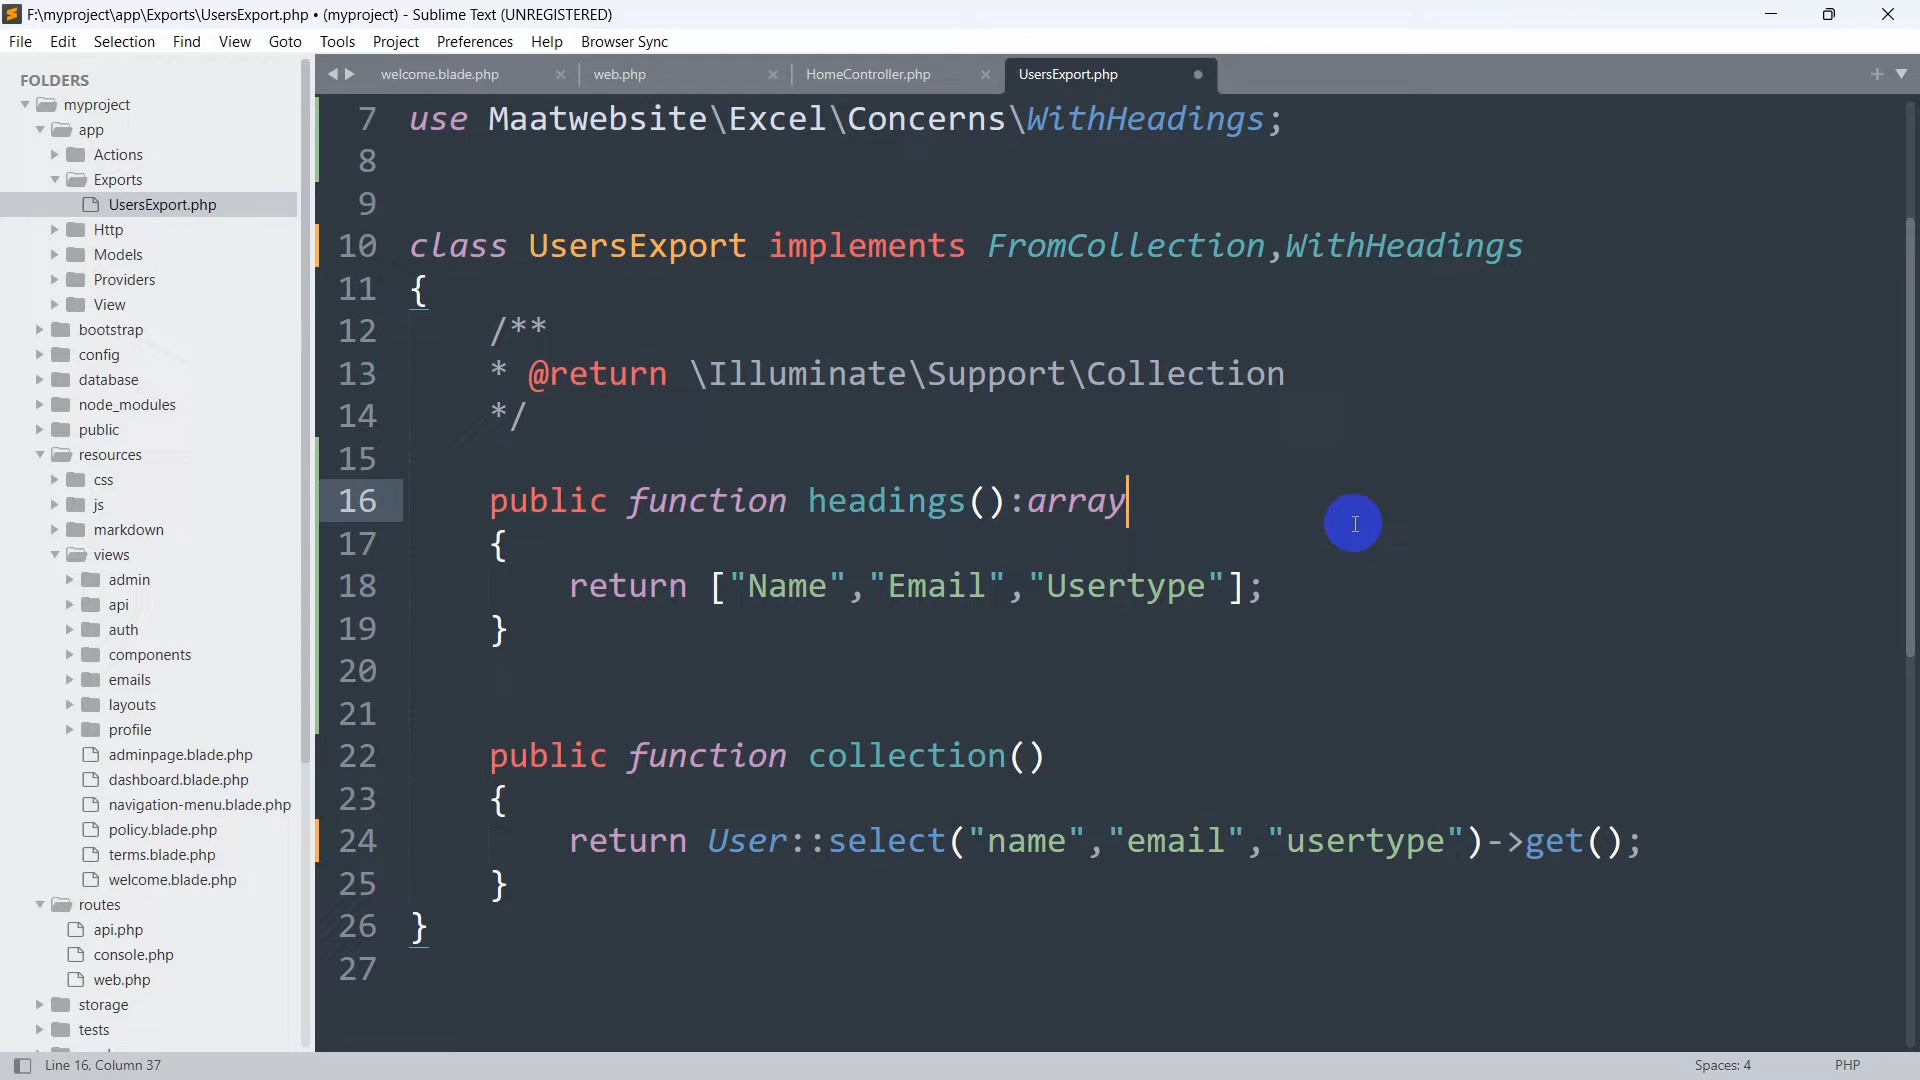 F:\myproject\app\Exports\UsersExport.php • (myproject) - Sublime Text (UNREGISTERED)
File Edit Selection Find View Goto Tools Project Preferences Help Browser Sync
FOLDERS
myproject
app
Actions
Exports
UsersExport.php
Http
Models
Providers
View
bootstrap
config
database
node_modules
public
resources
css
js
markdown
views
admin
api
auth
components
emails
layouts
profile
adminpage.blade.php
dashboard.blade.php
navigation-menu.blade.php
policy.blade.php
terms.blade.php
welcome.blade.php
routes
api.php
console.php
web.php
storage
tests
welcome.blade.php web.php HomeController.php UsersExport.php
7 use Maatwebsite\Excel\Concerns\WithHeadings;
8
9
10 class UsersExport implements FromCollection,WithHeadings
11 {
12 /**
13 * @return \Illuminate\Support\Collection
14 */
15
16 public function headings():array
17 {
18 return ["Name","Email","Usertype"];
19 }
20
21
22 public function collection()
23 {
24 return User::select("name","email","usertype")->get();
25 }
26 }
27
Line 16, Column 37 Spaces: 4 PHP